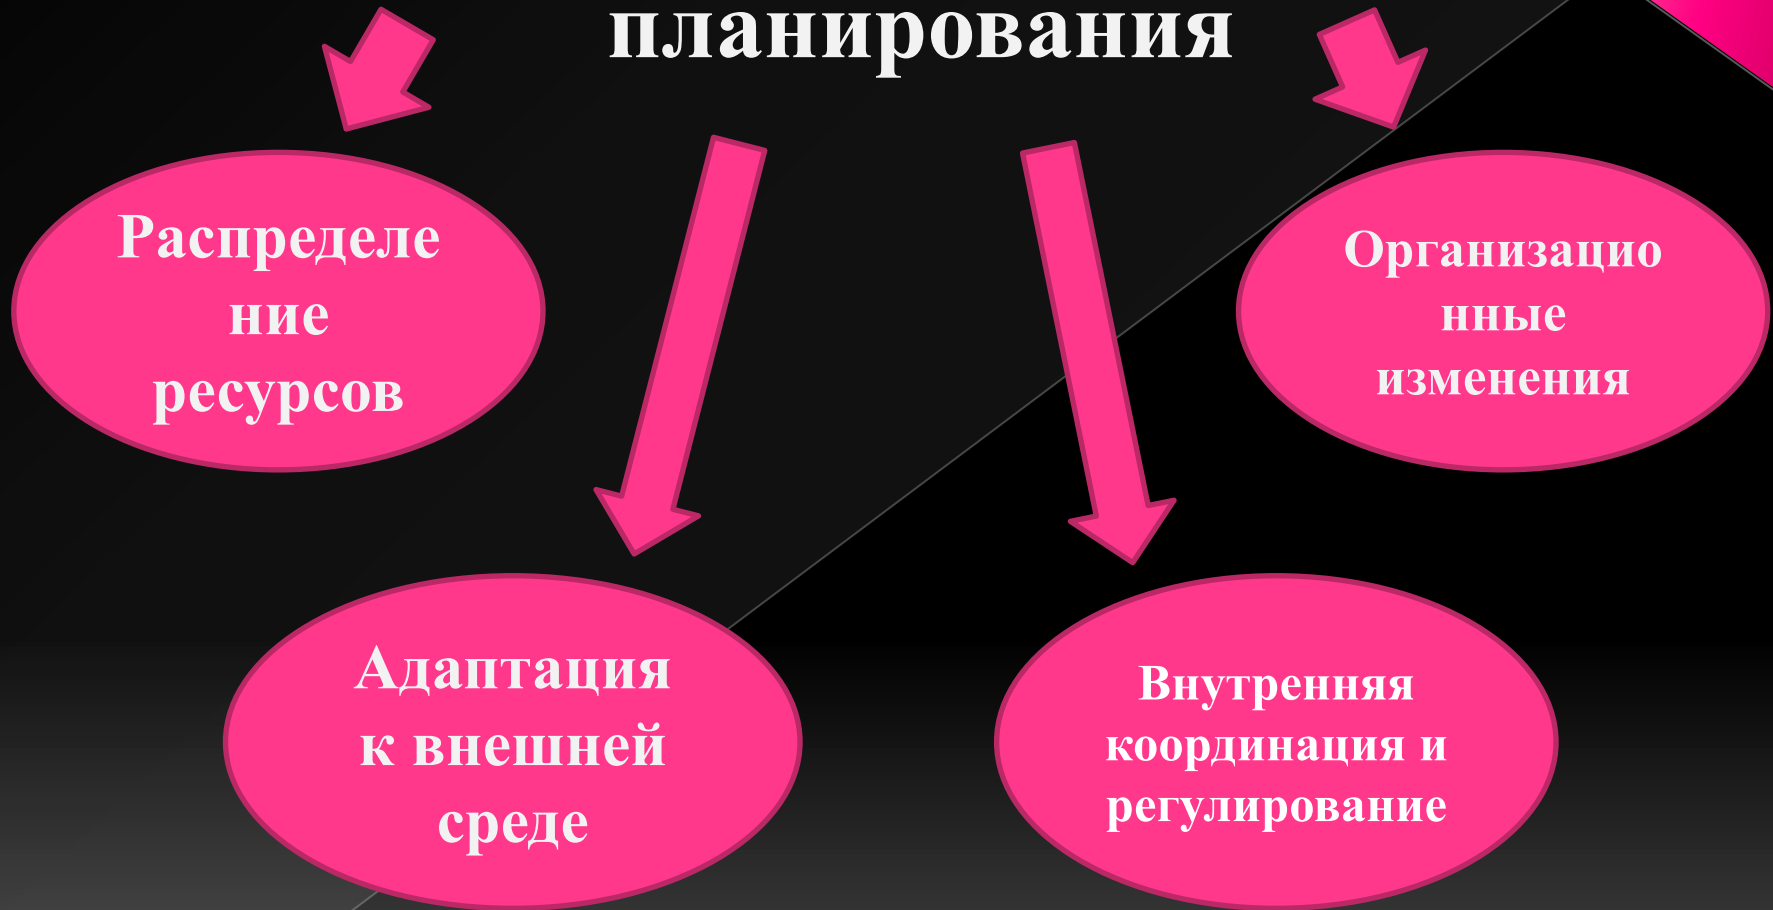 планирования
Распределе
ние
ресурсов
Организацио
нные
изменения
Адаптация
к внешней
среде
Внутренняя
координация и
регулирование